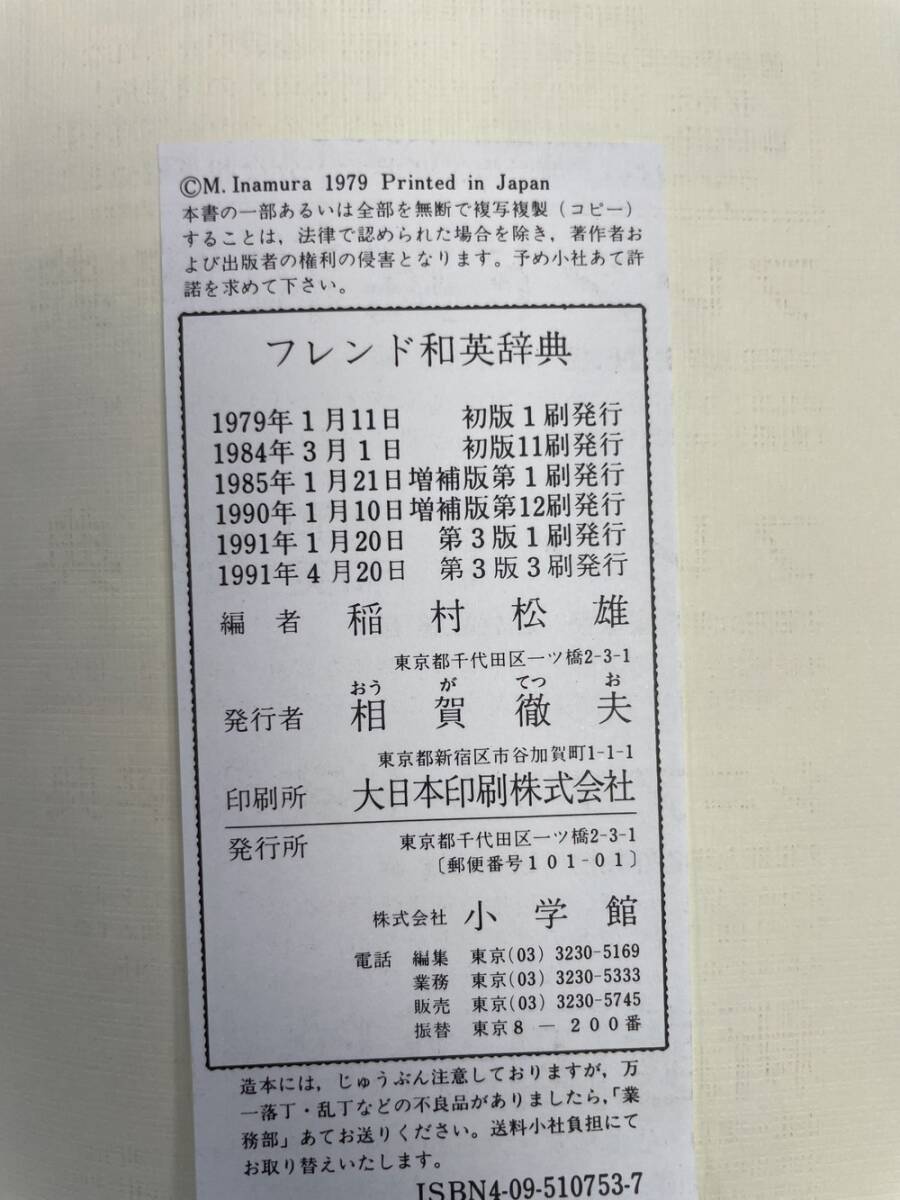 ©M. Inamura 1979 Printed in Japan
本書の一部あるいは全部を無断で複写複製(コピー)
することは,法律で認められた場合を除き,著作者お
よび出版者の権利の侵害となります。予め小社あて許
諾を求めて下さい。
フレンド和英辞典
1979年1月11日 初版1刷発行
1984年3月1日 初版11刷発行
1985年1月21日増補版第1刷発行
1990年1月10日増補版第12刷発行
1991年1月20日 第3版1刷発行
1991年4月20日 第3版3刷発行
編者 稲村松雄
東京都千代田区一ツ橋2-3-1
おう が てつ お
発行者 相賀徹夫
東京都新宿区市谷加賀町1-1-1
印刷所 大日本印刷株式会社
発行所 東京都千代田区一ツ橋2-3-1
〔郵便番号101-01〕
株式会社 小学館
電話 編集 東京(03) 3230-5169
業務 東京(03) 3230-5333
販売 東京(03) 3230-5745
振替 東京8-200番
造本には,じゅうぶん注意しておりますが,万
一落丁・乱丁などの不良品がありましたら,「業
務部」あてお送りください。送料小社負担にて
お取り替えいたします。
ISBN4-09-510753-7